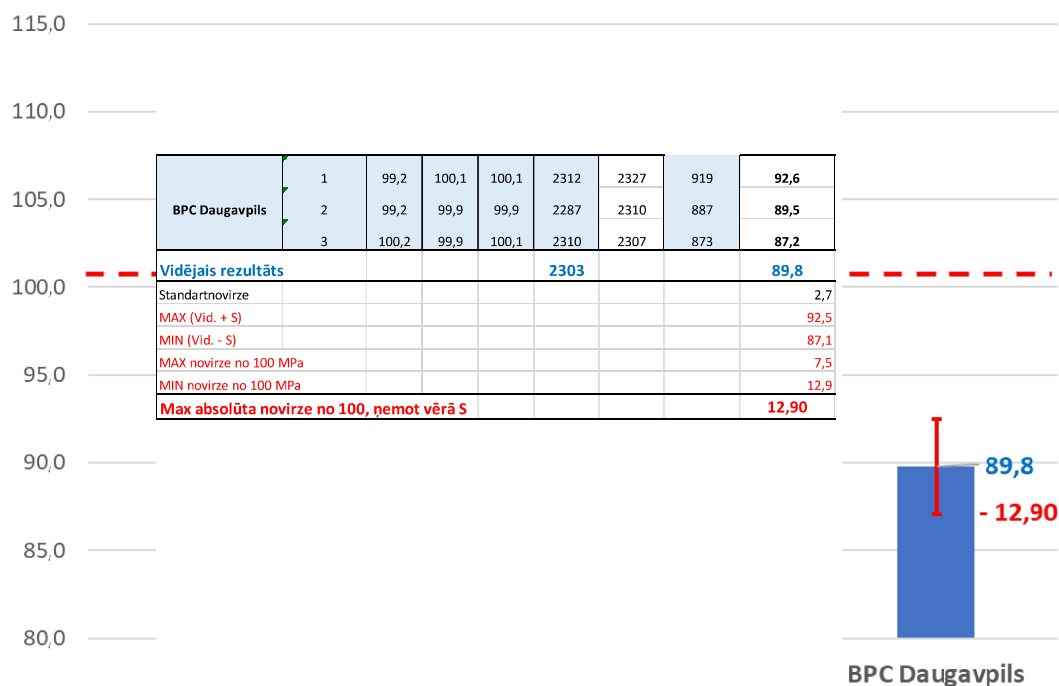 115,0
110,0
105,0
100,0
95,0
90,0
85,0
80,0
BPC Daugavpils
1 99,2 100,1 100,1 2312 2327 919 92,6
2 99,2 99,9 99,9 2287 2310 887 89,5
3 100,2 99,9 100,1 2310 2307 873 87,2
Vidējais rezultāts 2303 89,8
Standartnovirze 2,7
MAX (Vid. + S) 92,5
MIN (Vid. - S) 87,1
MAX novirze no 100 MPa 7,5
MIN novirze no 100 MPa 12,9
Max absolūta novirze no 100, ņemot vērā S 12,90
89,8
- 12,90
BPC Daugavpils